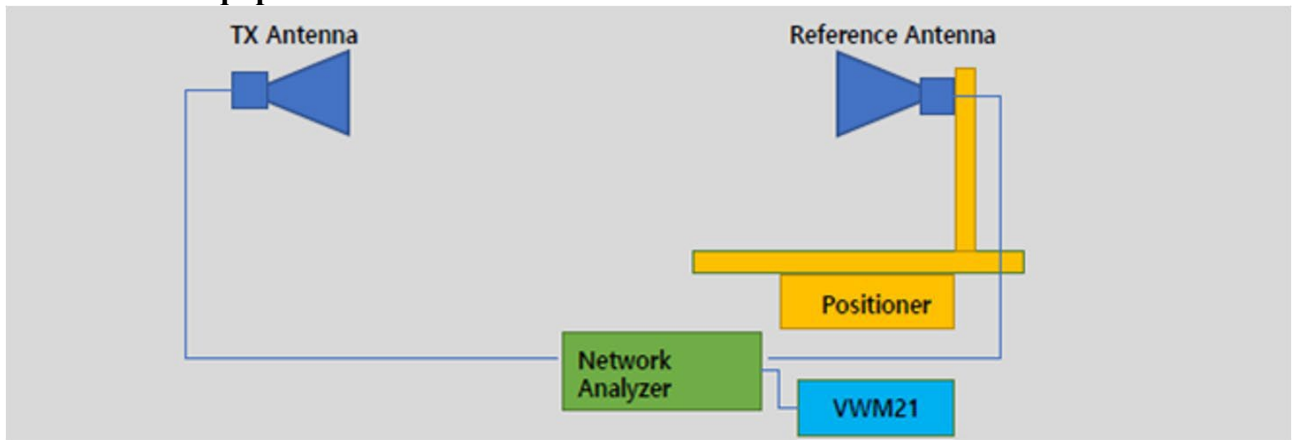 TX Antenna
Reference Antenna
Positioner
Network
Analyzer
VWM21